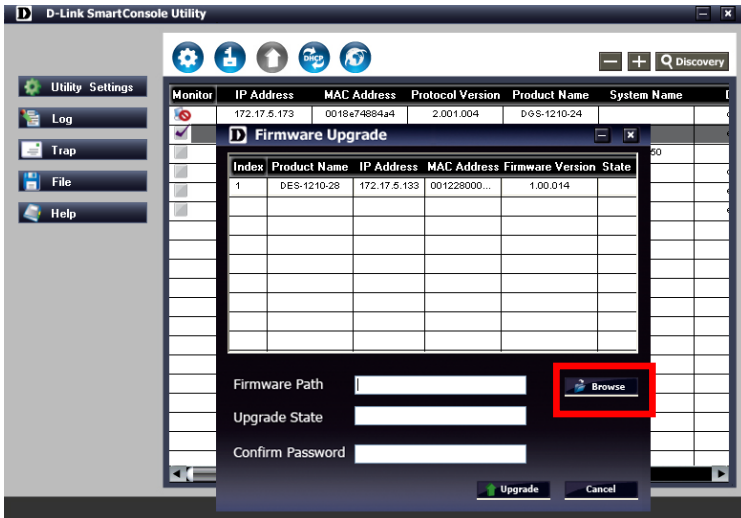 D D-Link SmartConsole Utility
DHCP
Discovery
Utility Settings
Log
Trap
File
Help
Monitor IP Address MAC Address Protocol Version Product Name System Name
172.17.5.173 0018e74884a4 2.001.004 DGS-1210-24
50
D Firmware Upgrade
Index Product Name IP Address MAC Address Firmware Version State
1 DES-1210-28 172.17.5.133 001228000... 1.00.014
Firmware Path
Browse
Upgrade State
Confirm Password
Upgrade Cancel